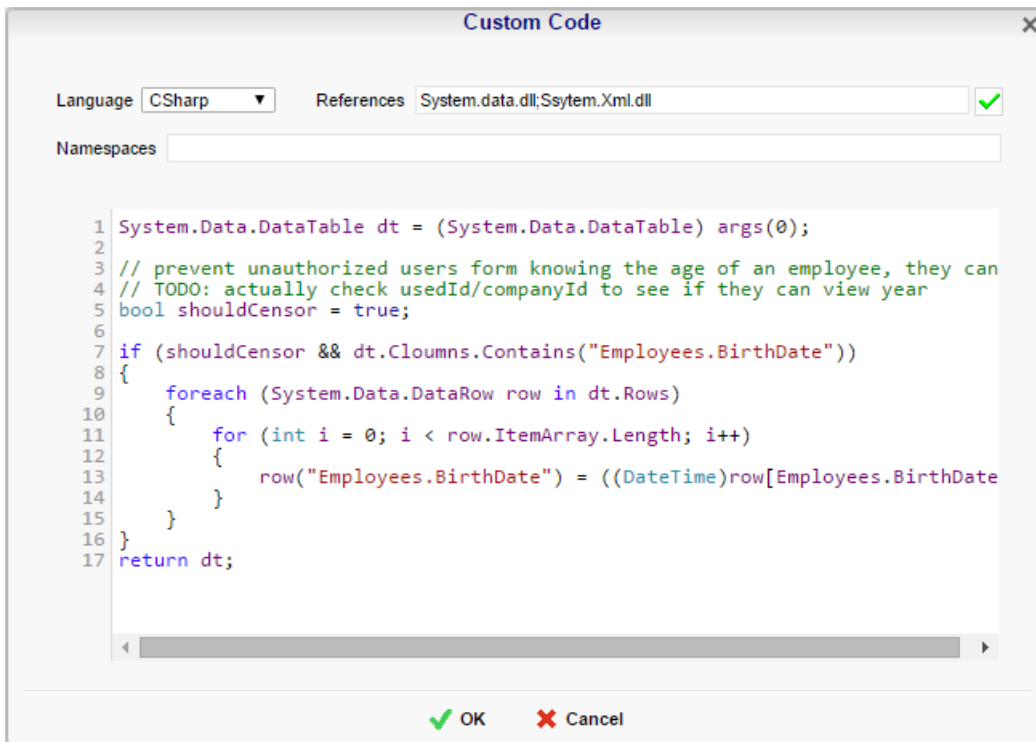 Custom Code
Language CSharp References System.data.dll;Ssytem.Xml.dll
Namespaces
1 System.Data.DataTable dt = (System.Data.DataTable) args(0);
2
3 // prevent unauthorized users form knowing the age of an employee, they can
4 // TODO: actually check usedId/companyId to see if they can view year
5 bool shouldCensor = true;
6
7 if (shouldCensor && dt.Cloumns.Contains("Employees.BirthDate"))
8 {
9 foreach (System.Data.DataRow row in dt.Rows)
10 {
11 for (int i = 0; i < row.ItemArray.Length; i++)
12 {
13 row("Employees.BirthDate") = ((DateTime)row[Employees.BirthDate
14 }
15 }
16 }
17 return dt;
OK Cancel